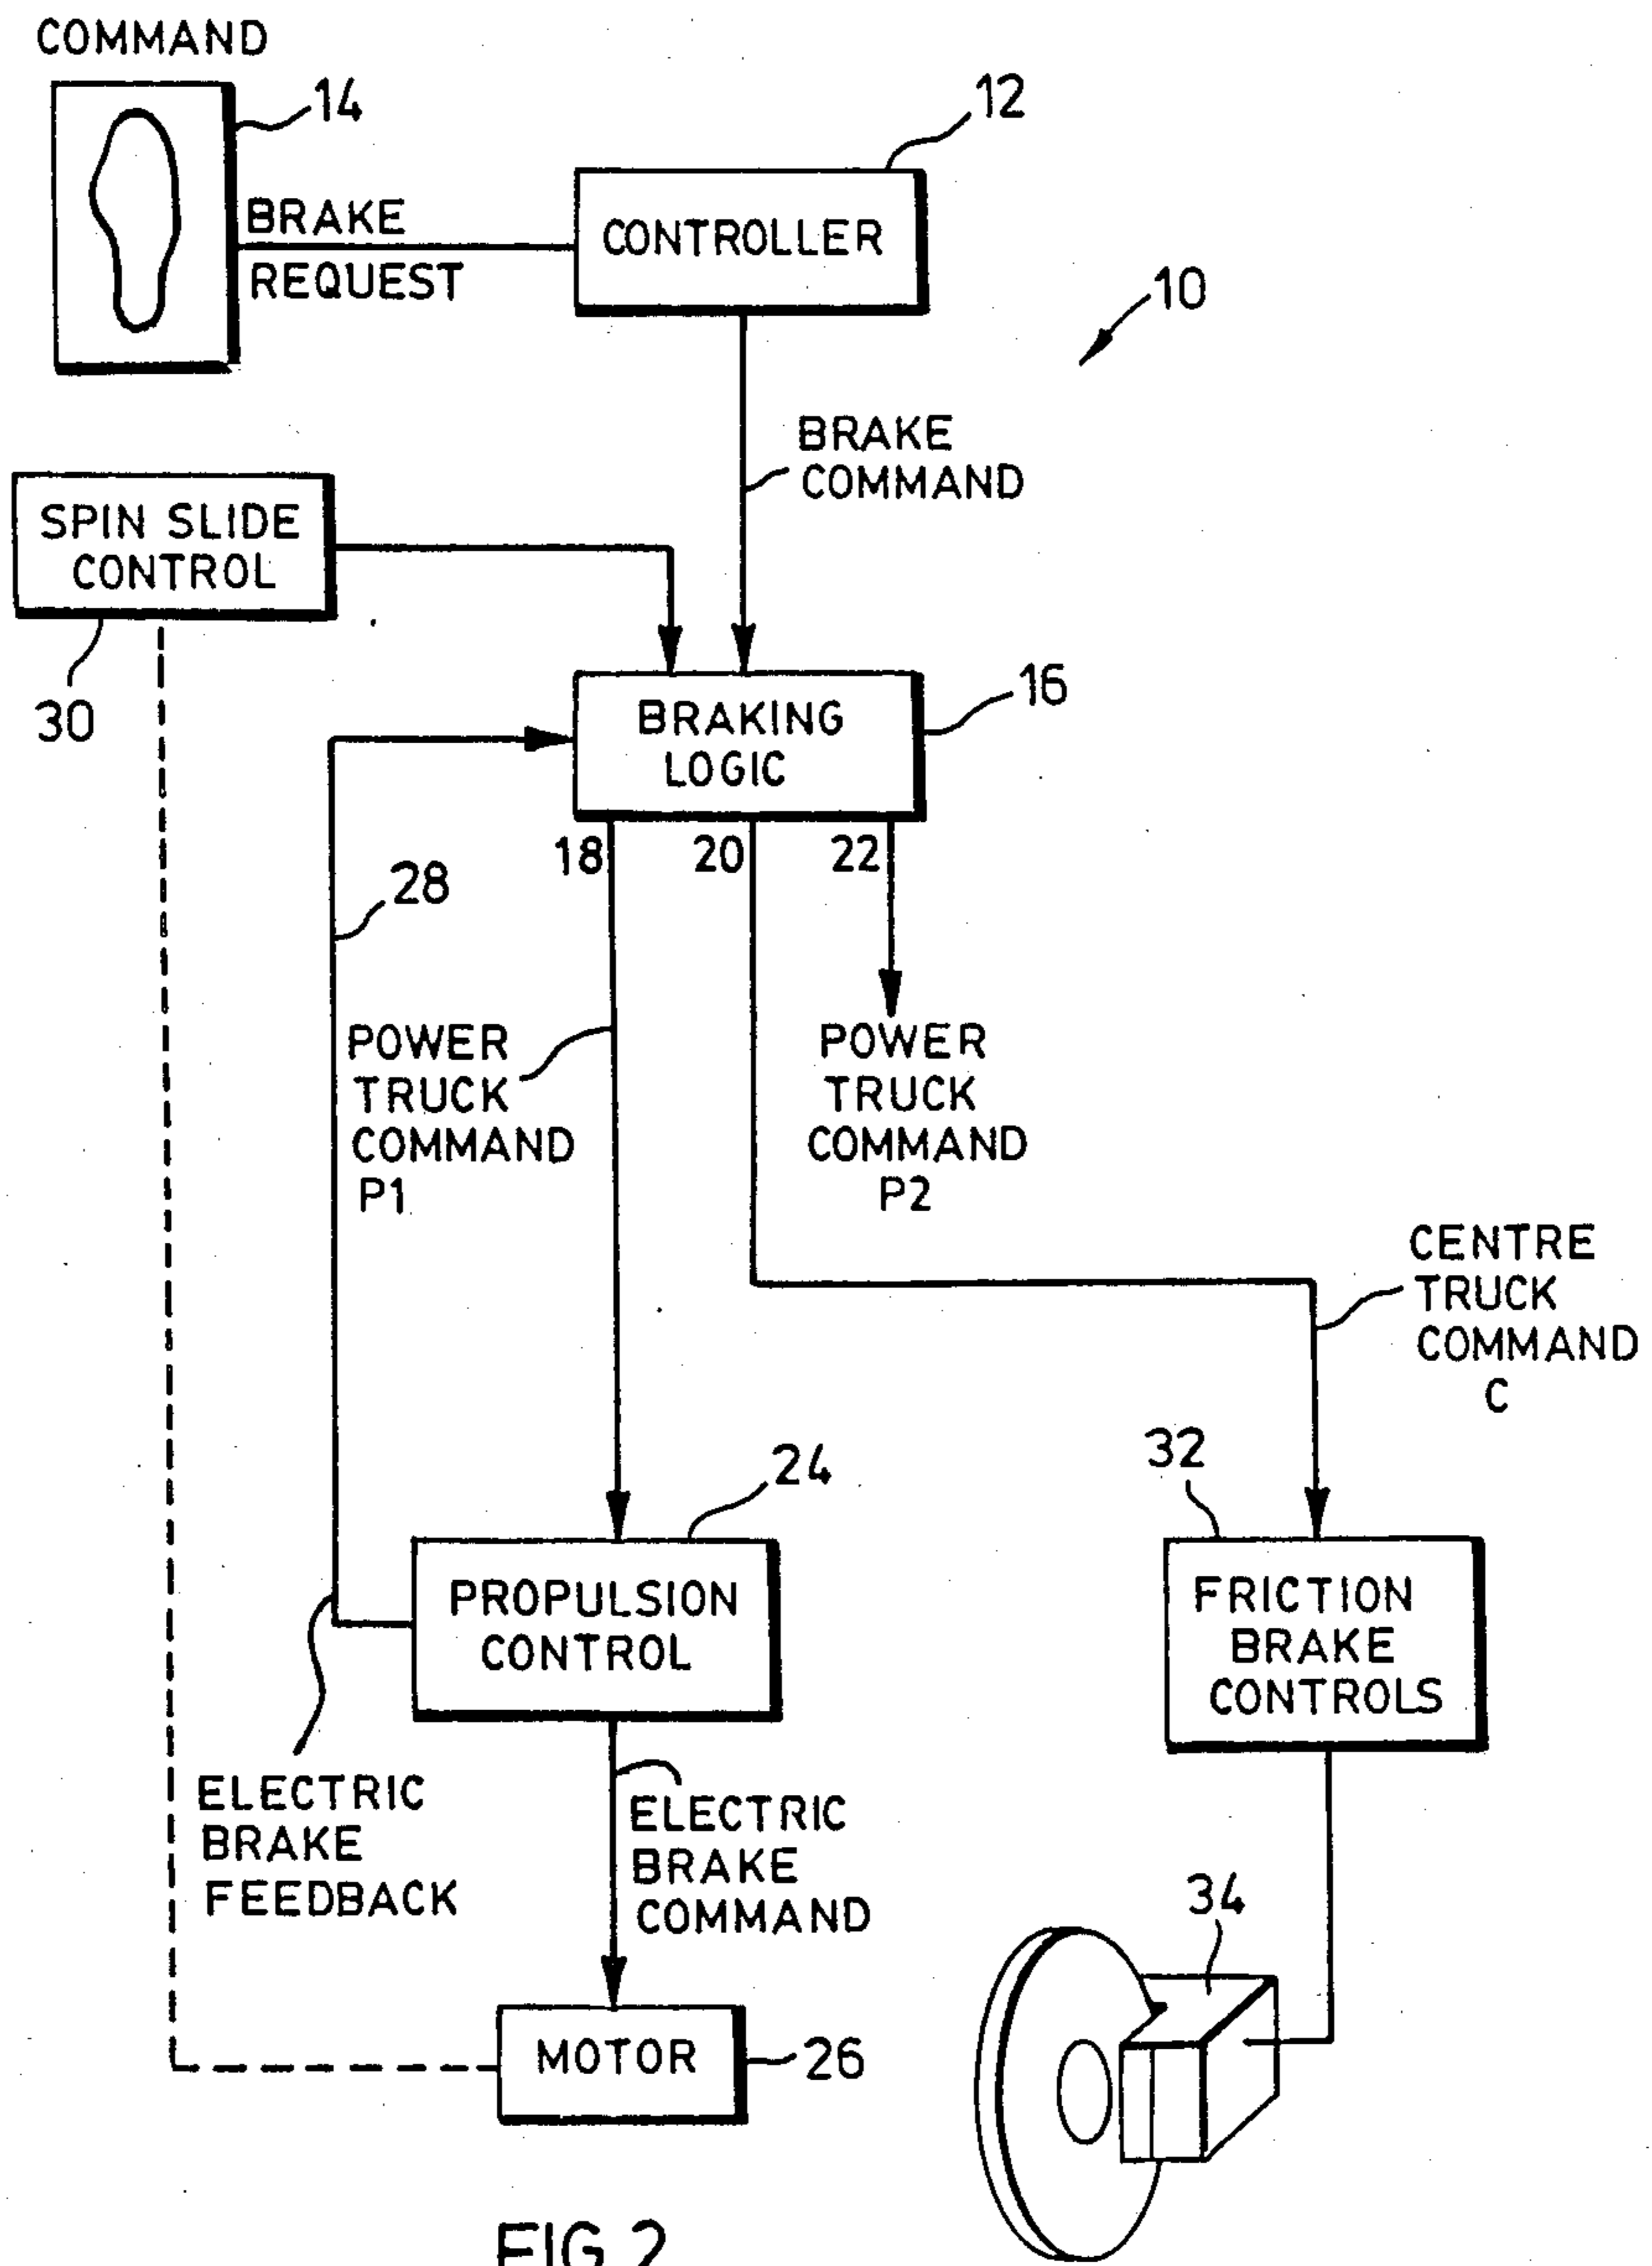 COMMAND
14
12
BRAKE
REQUEST
CONTROLLER
10
BRAKE
COMMAND
SPIN SLIDE
CONTROL
30
16
BRAKING
LOGIC
18
20
22
28
POWER
TRUCK
COMMAND
P1
POWER
TRUCK
COMMAND
P2
CENTRE
TRUCK
COMMAND
C
24
32
PROPULSION
CONTROL
FRICTION
BRAKE
CONTROLS
ELECTRIC
BRAKE
FEEDBACK
ELECTRIC
BRAKE
COMMAND
34
MOTOR
26
FIG.2